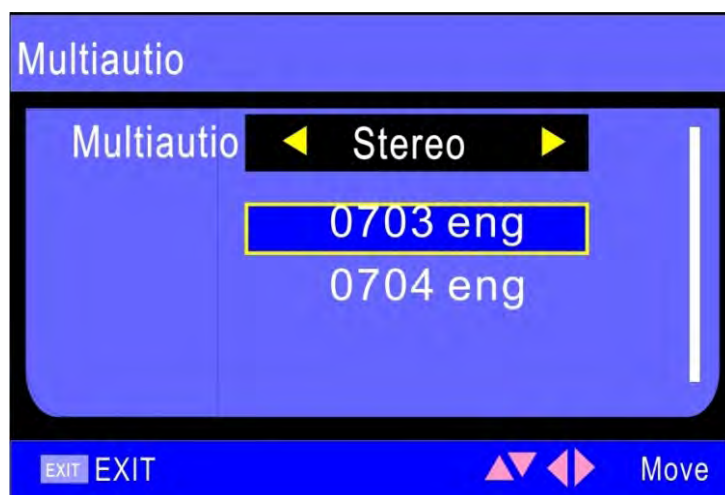 Multiautio
Multiautio Stereo
0703 eng
0704 eng
EXIT EXIT Move